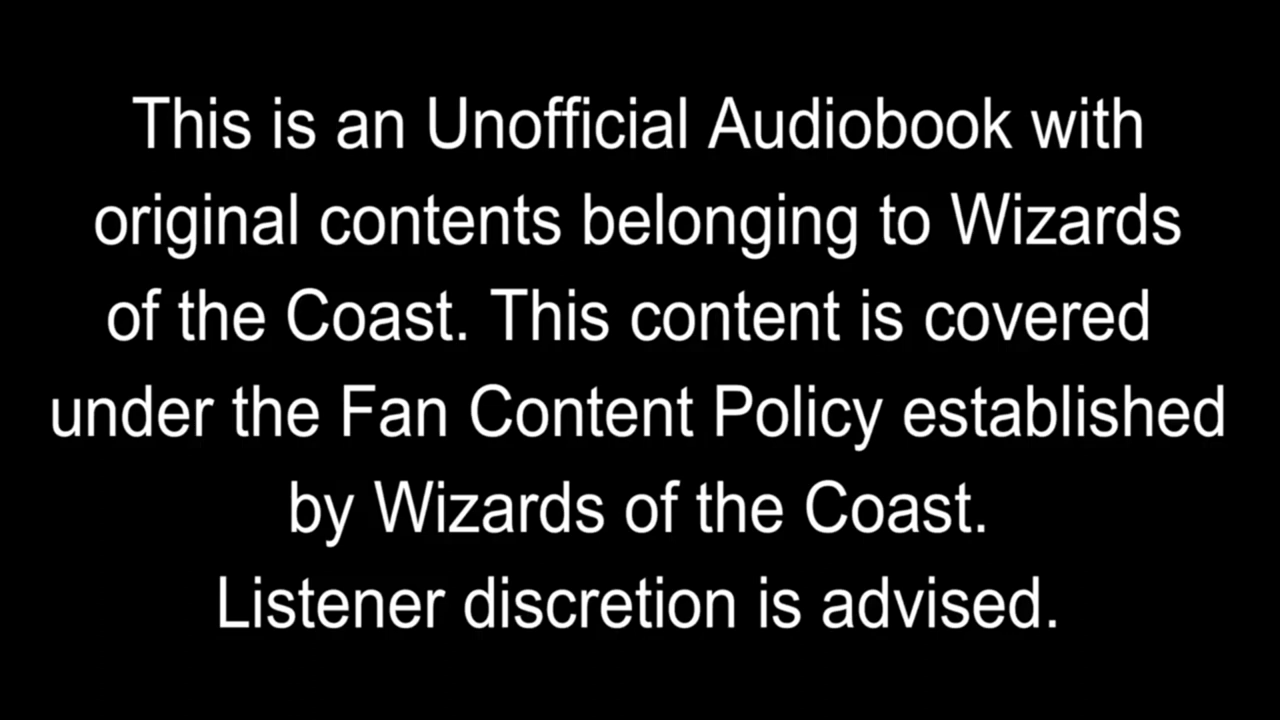 This is an Unofficial Audiobook with
original contents belonging to Wizards
of the Coast. This content is covered
under the Fan Content Policy established
by Wizards of the Coast.
Listener discretion is advised.